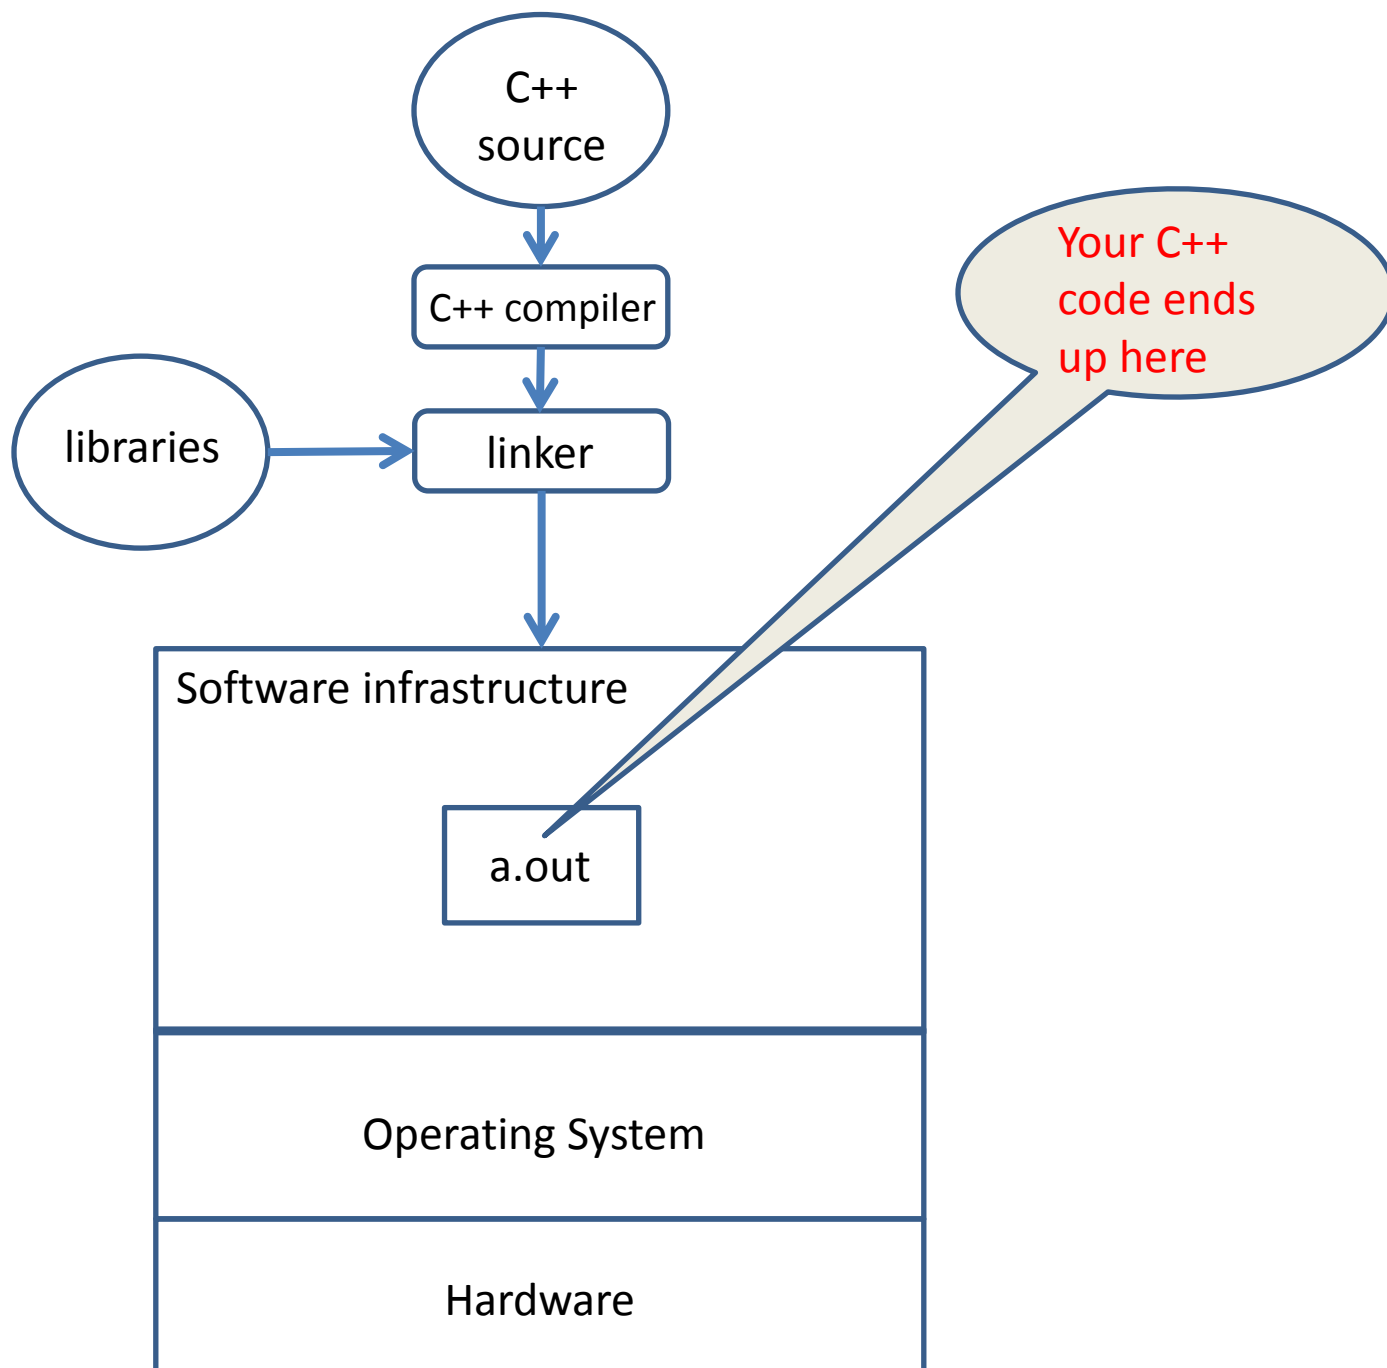 C++
source
Your C++
code ends
up here
C++ compiler
libraries
linker
Software infrastructure
a.out
Operating System
Hardware